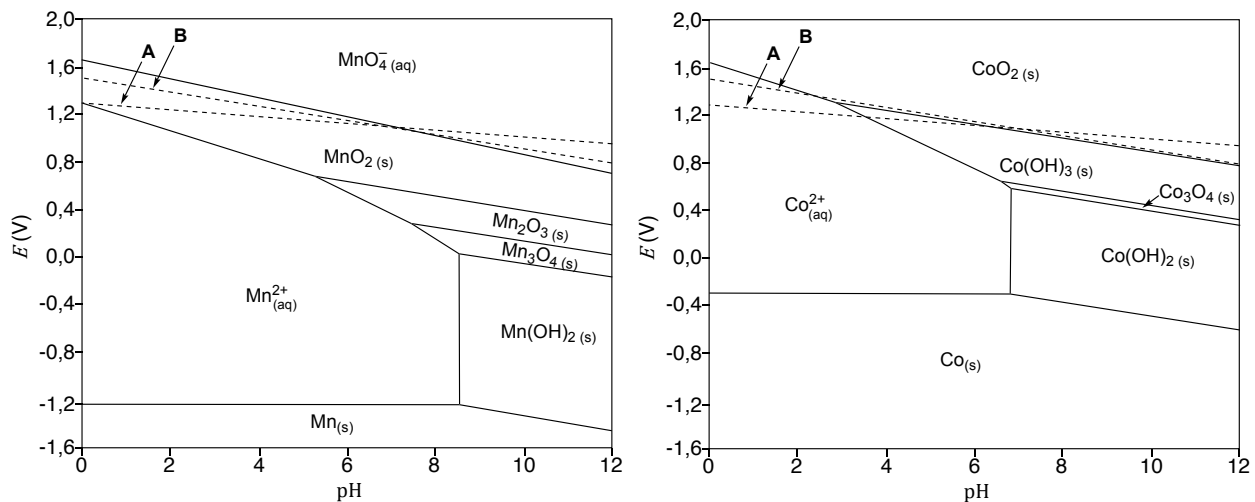 2,0
1,6
1,2
0,8
0,4
0,0
-0,4
-0,8
-1,2
-1,6
E (V)
A
B
MnO₄⁻ (aq)
MnO₂ (s)
Mn₂O₃ (s)
Mn₃O₄ (s)
Mn²⁺ (aq)
Mn(OH)₂ (s)
Mn(s)
0 2 4 6 8 10 12
pH
2,0
1,6
1,2
0,8
0,4
0,0
-0,4
-0,8
-1,2
-1,6
E (V)
A
B
CoO₂ (s)
Co(OH)₃ (s)
Co₃O₄ (s)
Co²⁺ (aq)
Co(OH)₂ (s)
Co(s)
0 2 4 6 8 10 12
pH